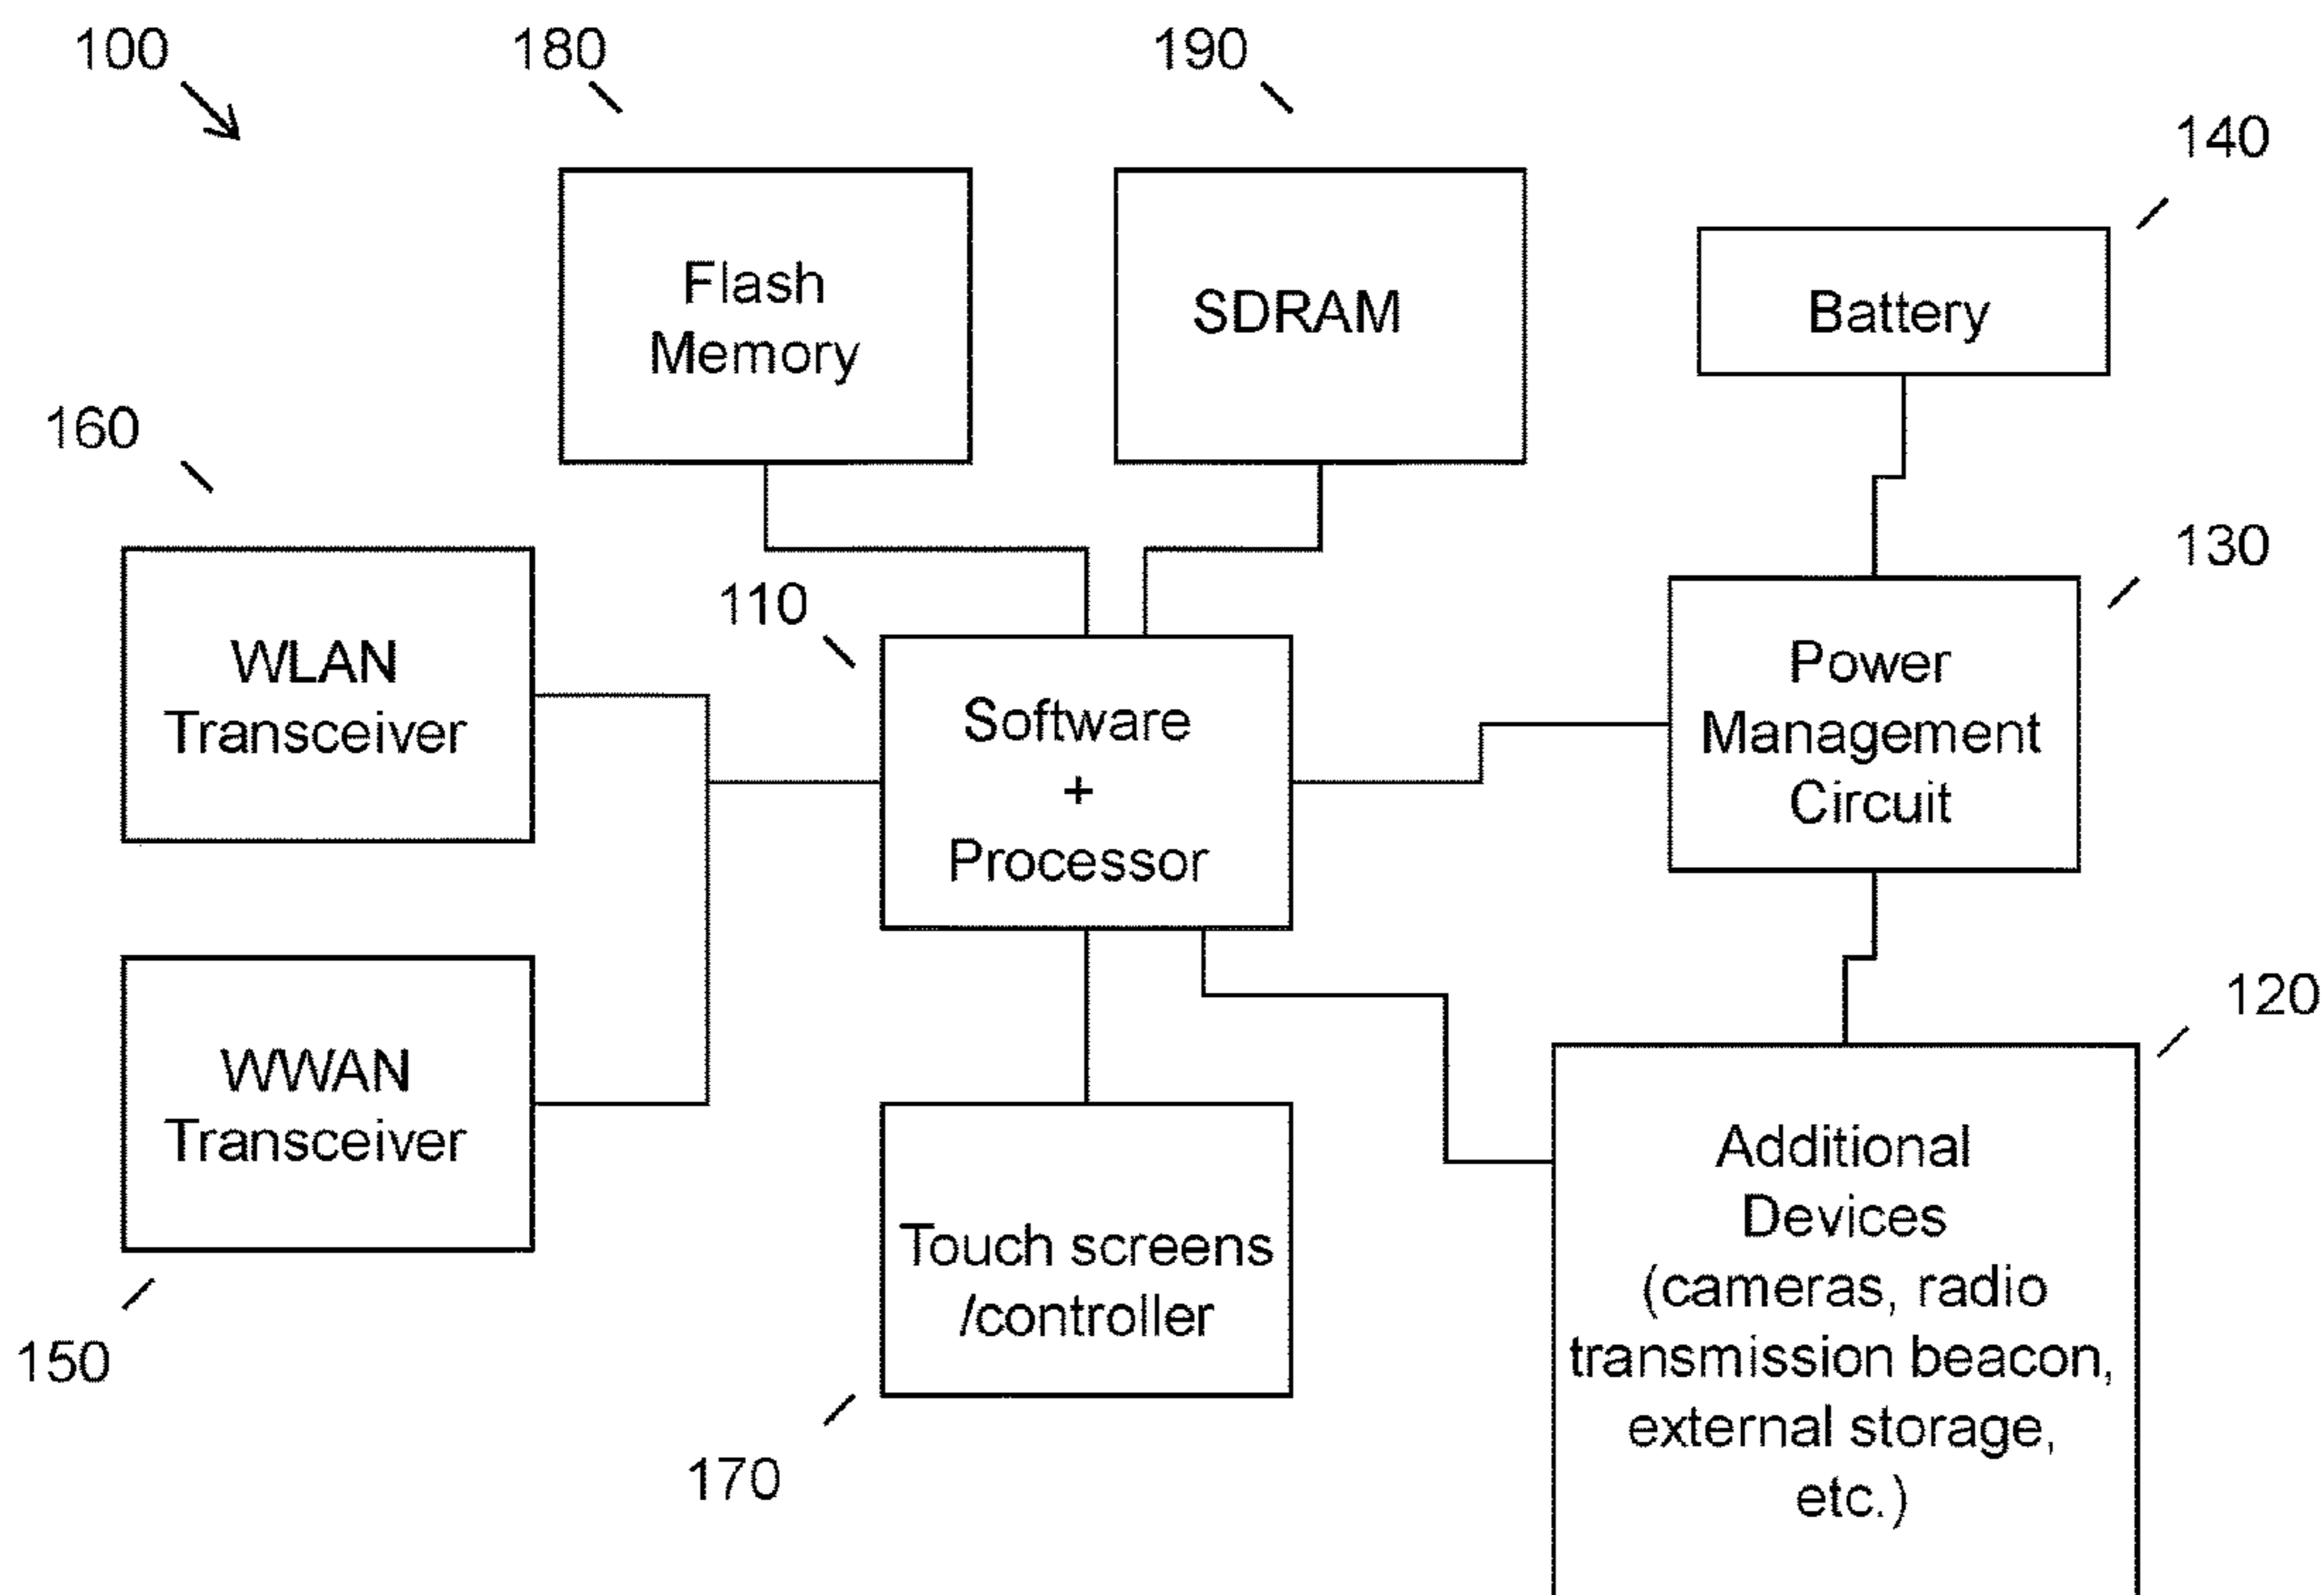 100
180
190
140
Flash
Memory
SDRAM
Battery
160
130
110
WLAN
Transceiver
Software
+
Processor
Power
Management
Circuit
120
WWAN
Transceiver
150
Touch screens
/controller
170
Additional
Devices
(cameras, radio
transmission beacon,
external storage,
etc.)